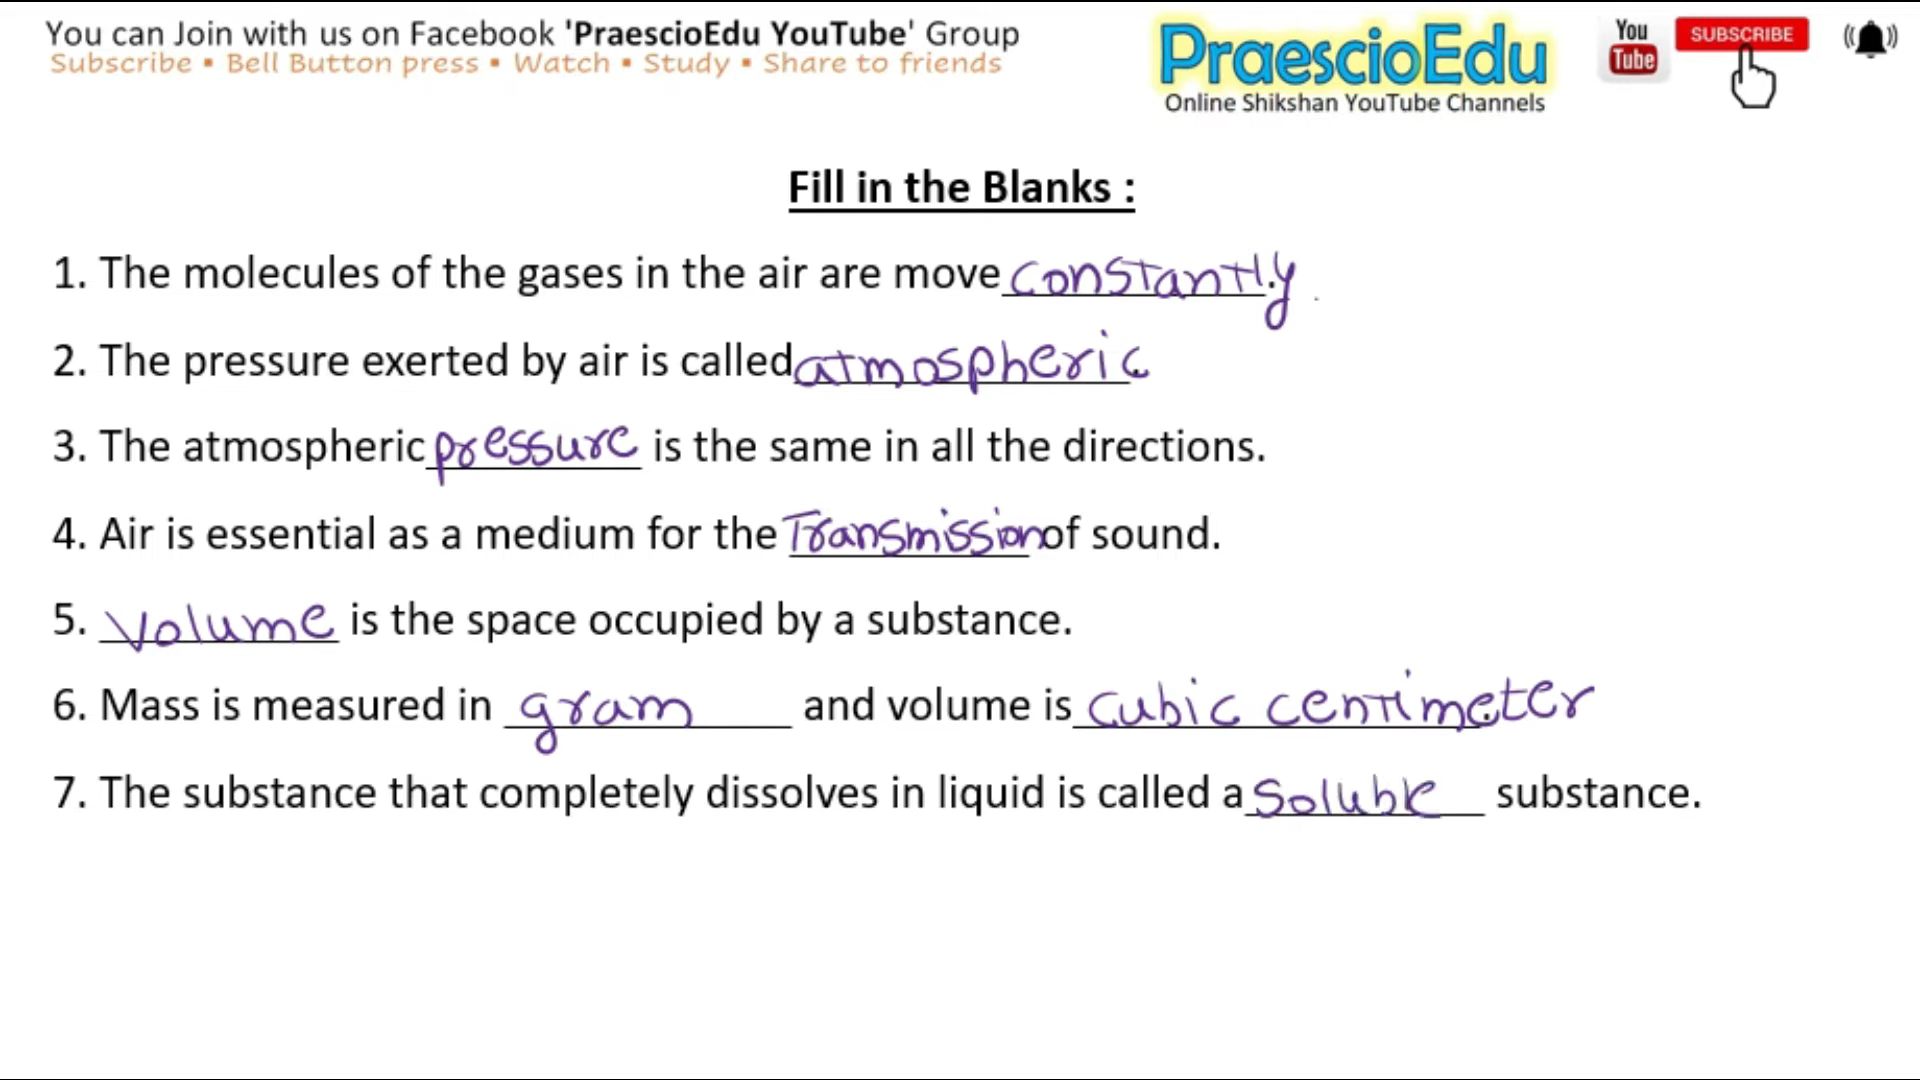 You can Join with us on Facebook 'PraescioEdu YouTube' Group
Subscribe ▪ Bell Button press ▪ Watch ▪ Study ▪ Share to friends
PraescioEdu
Online Shikshan YouTube Channels
You
Tube
SUBSCRIBE
Fill in the Blanks :
1. The molecules of the gases in the air are move constantly.
2. The pressure exerted by air is called atmospheric.
3. The atmospheric pressure is the same in all the directions.
4. Air is essential as a medium for the Transmission of sound.
5. Volume is the space occupied by a substance.
6. Mass is measured in gram and volume is cubic centimeter.
7. The substance that completely dissolves in liquid is called a Soluble substance.